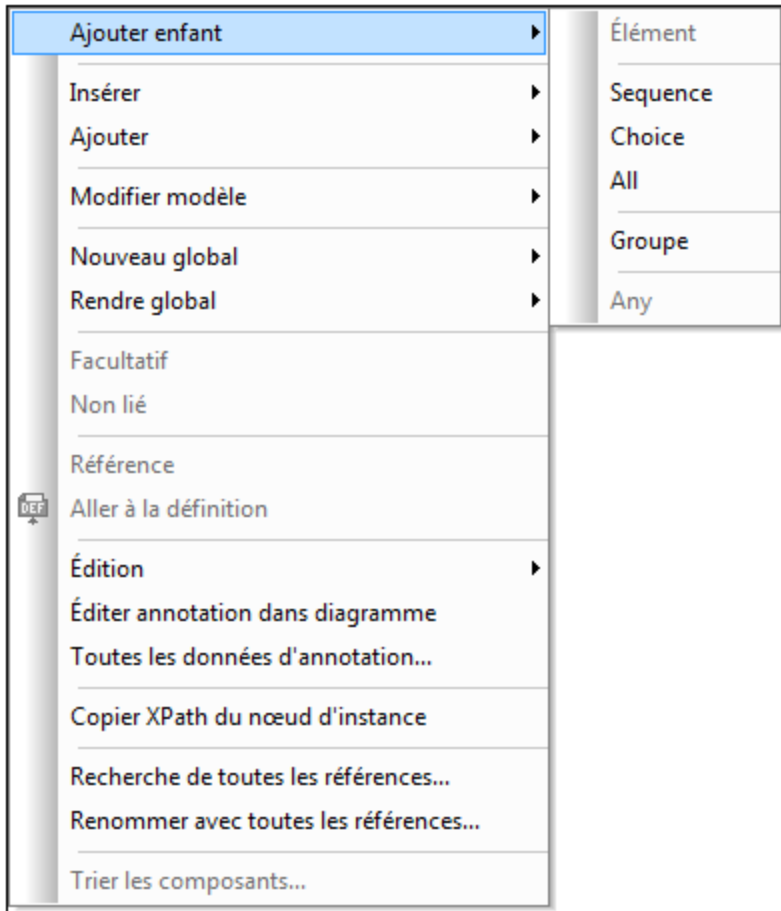 Ajouter enfant
Insérer
Ajouter
Modifier modèle
Nouveau global
Rendre global
Facultatif
Non lié
Référence
DEF
Aller à la définition
Édition
Éditer annotation dans diagramme
Toutes les données d'annotation...
Copier XPath du nœud d'instance
Recherche de toutes les références...
Renommer avec toutes les références...
Trier les composants...
Élément
Sequence
Choice
All
Groupe
Any